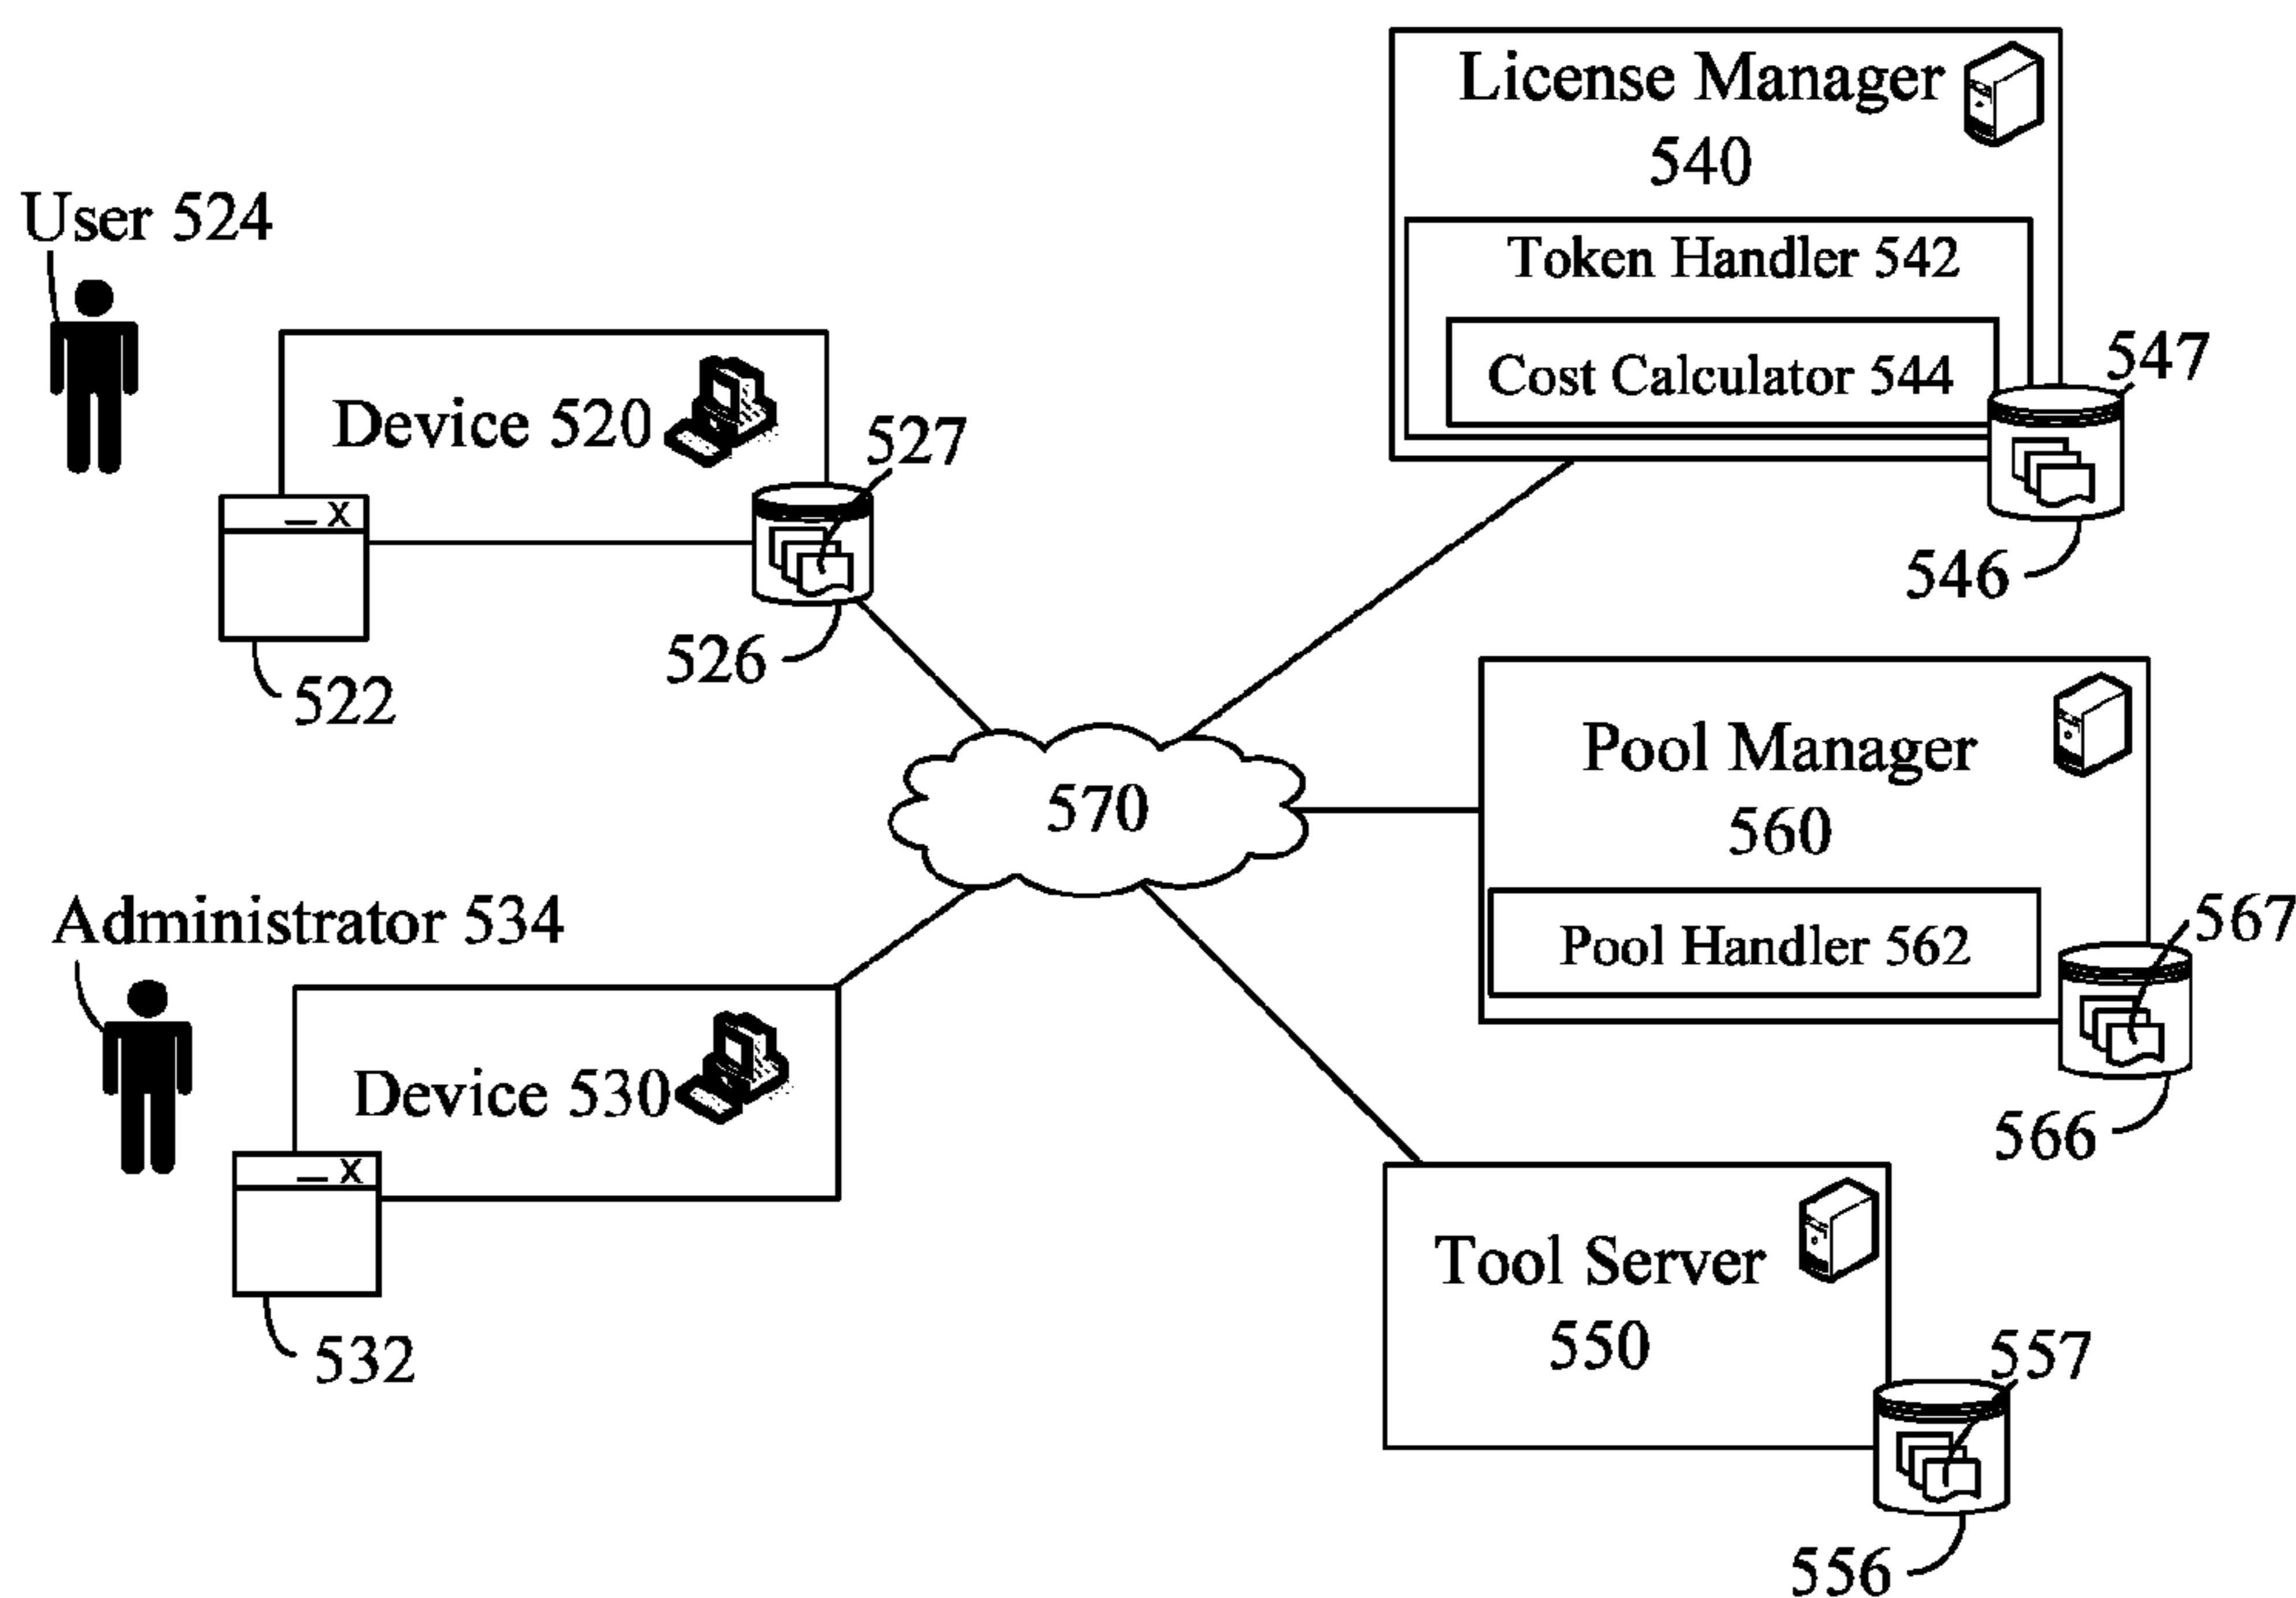 License Manager
540
User 524
Token Handler 542
547
Cost Calculator 544
Device 520
527
X
546
526
522
Pool Manager
570
560
Administrator 534
567
Pool Handler 562
Device 530
566
X
Tool Server
550
557
532
556